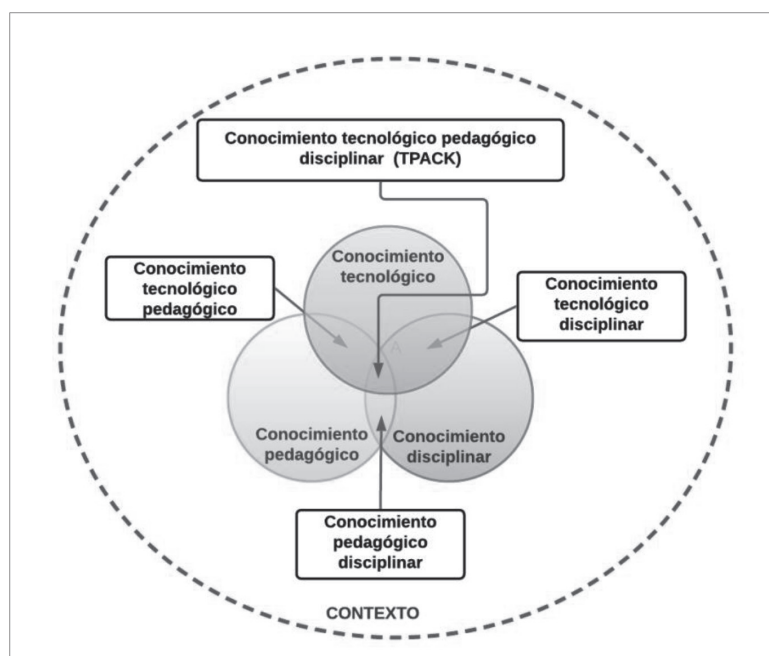 Conocimiento tecnológico pedagógico
disciplinar (TPACK)
Conocimiento
tecnológico
Conocimiento
tecnológico
pedagógico
Conocimiento
tecnológico
disciplinar
A
Conocimiento
pedagógico
Conocimiento
disciplinar
Conocimiento
pedagógico
disciplinar
CONTEXTO